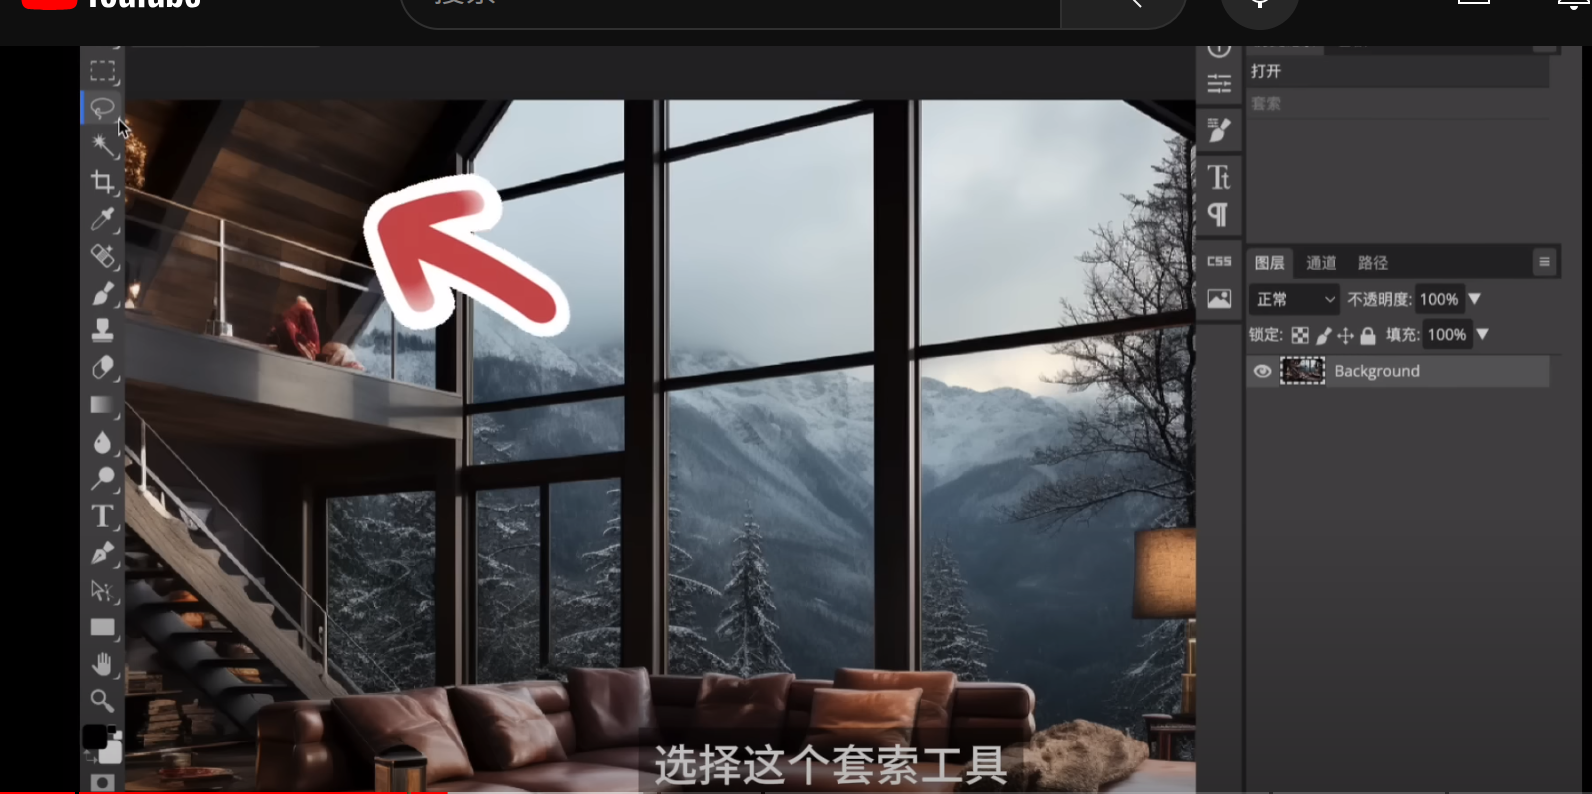 YouTube
搜索
打开
套索
图层 通道 路径
正常 不透明度: 100%
锁定: 填充: 100%
Background
CSS
选择这个套索工具